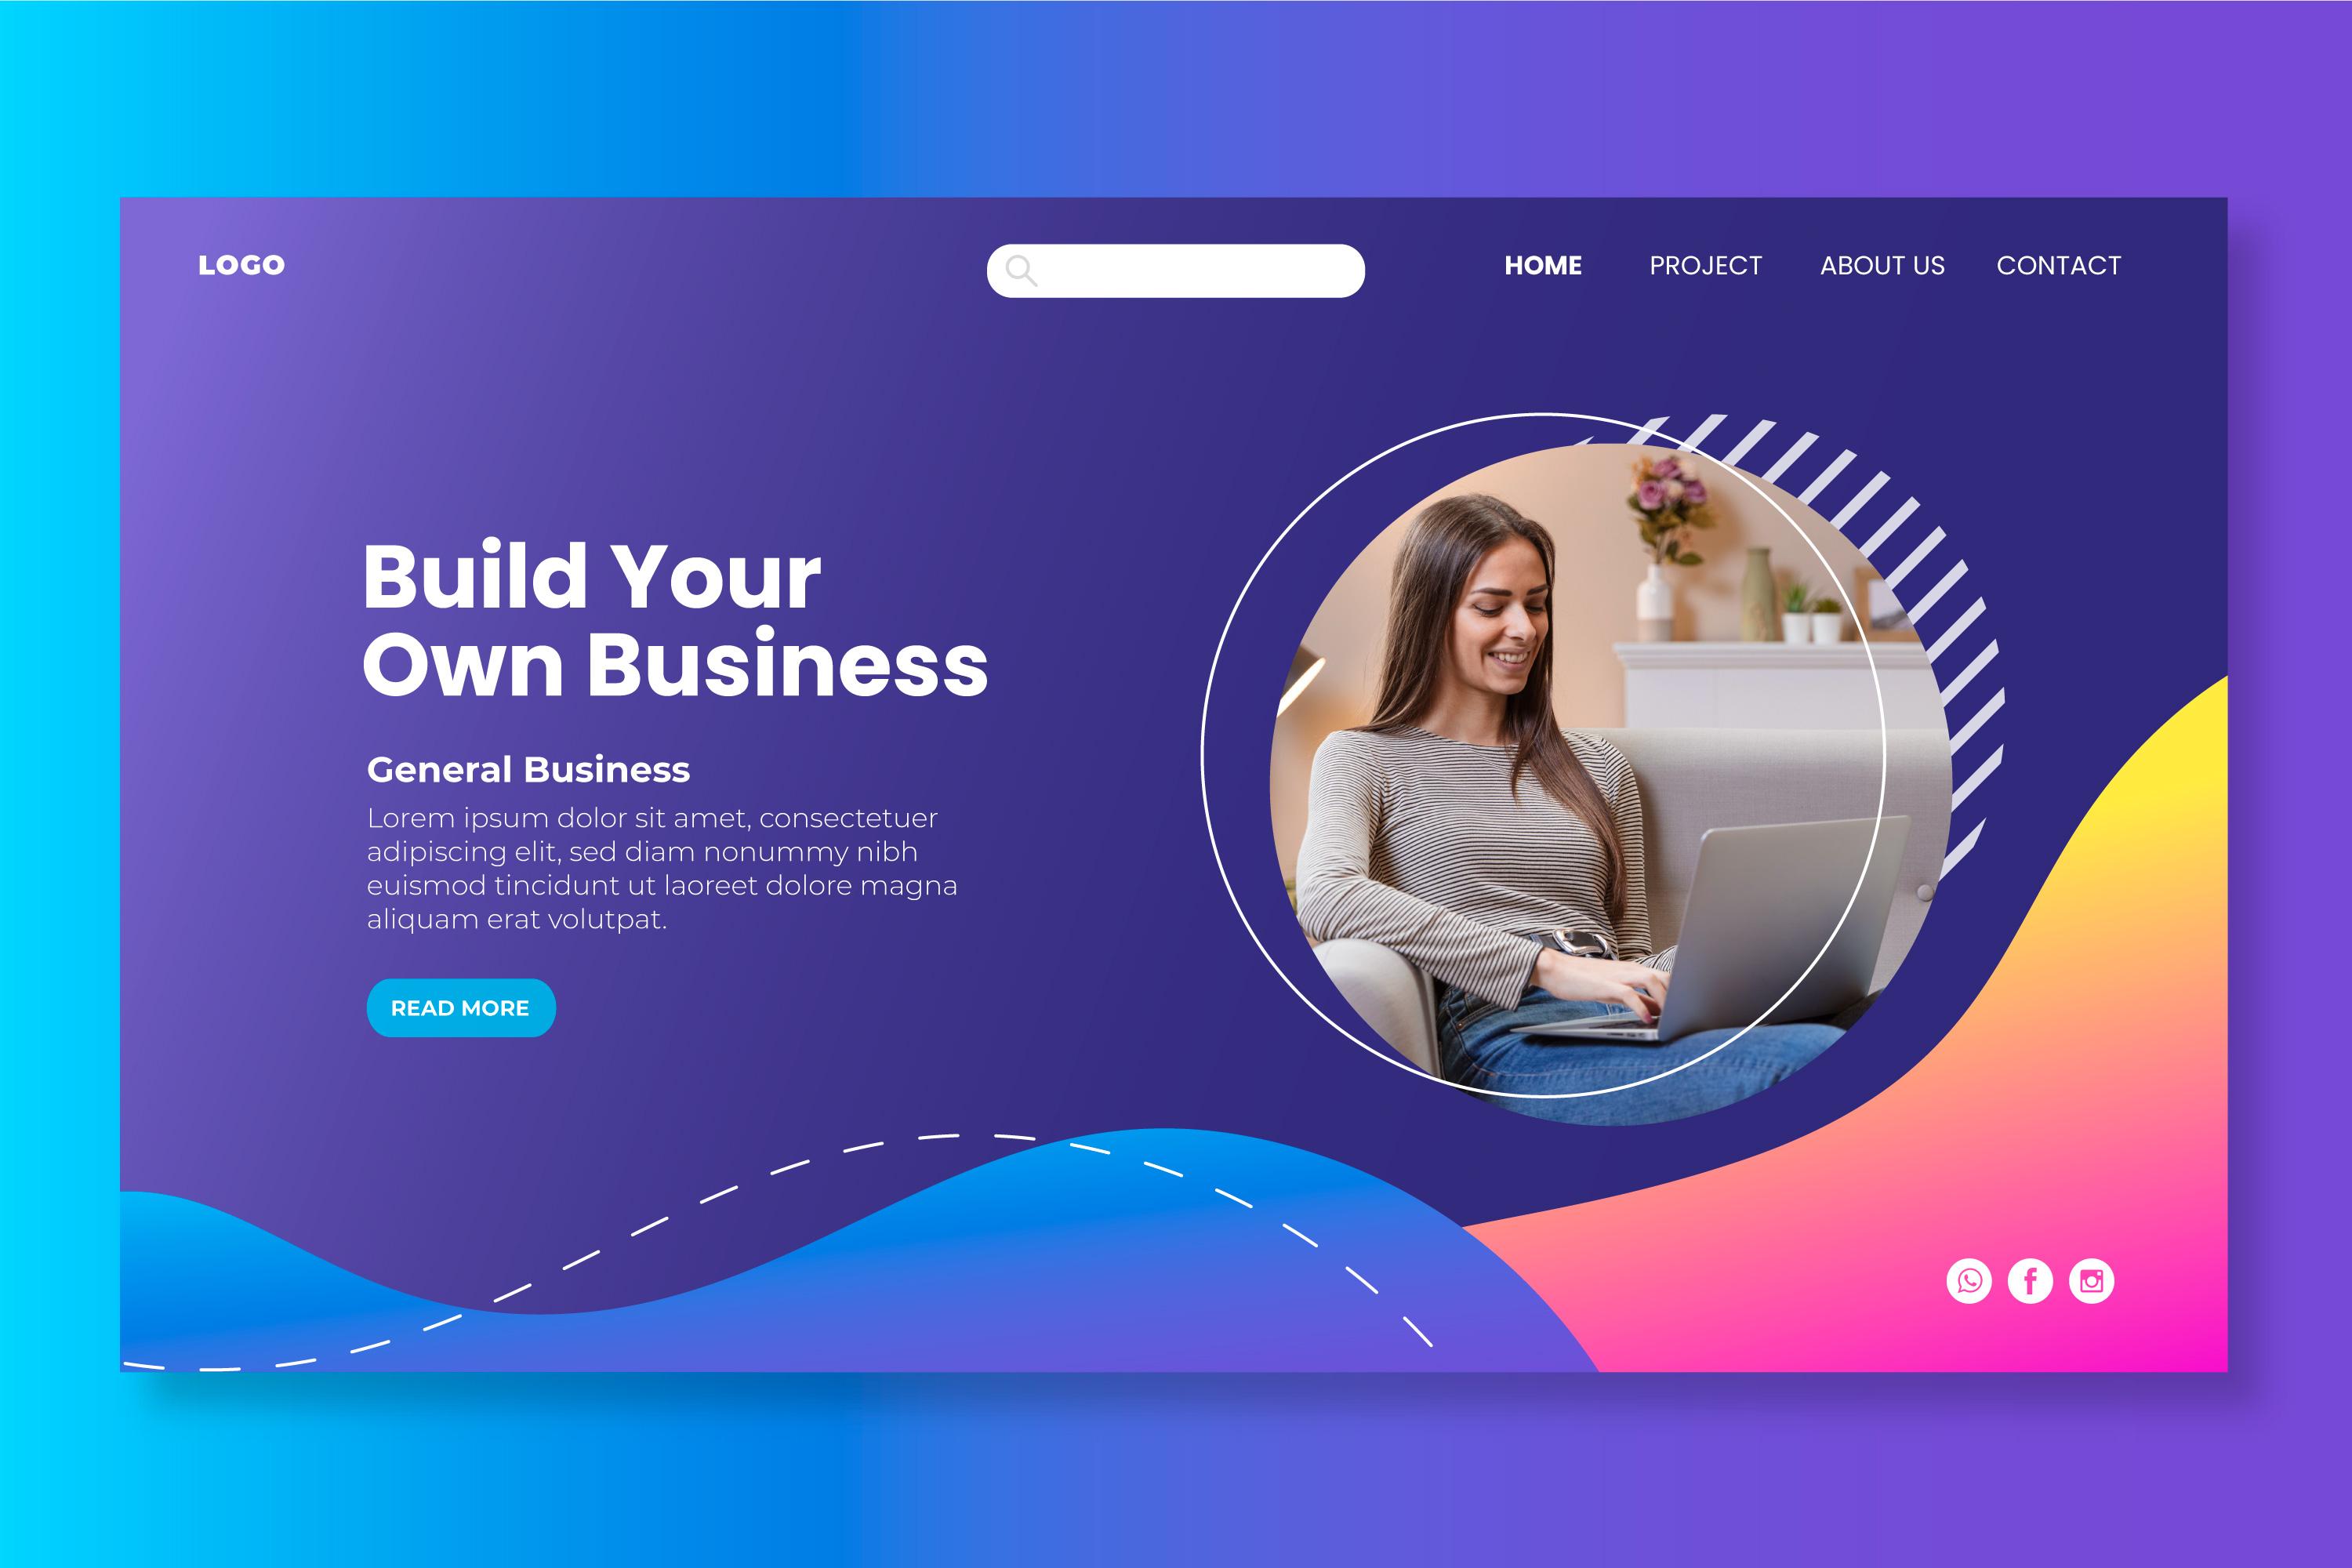 LOGO
HOME
PROJECT
ABOUT US
CONTACT
Build Your
Own Business
General Business
Lorem ipsum dolor sit amet, consectetuer
adipiscing elit, sed diam nonummy nibh
euismod tincidunt ut laoreet dolore magna
aliquam erat volutpat.
READ MORE